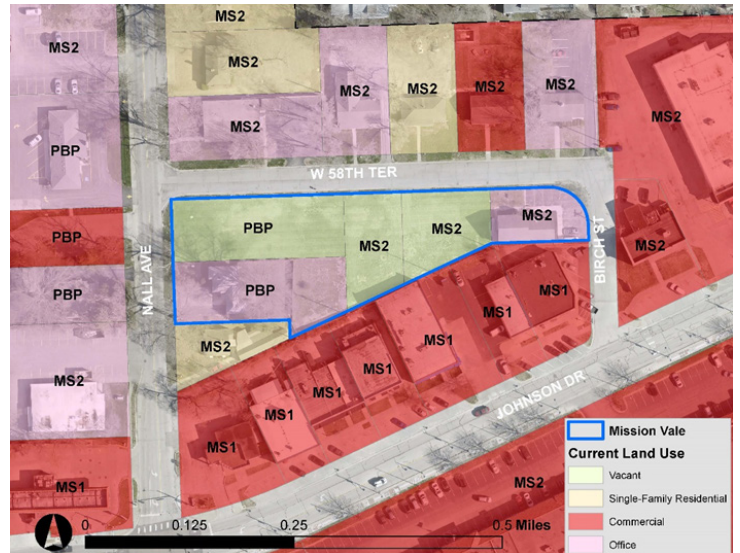 MS2
MS2
MS2
MS2
MS2
MS2
MS2
MS2
MS2
PBP
W 58TH TER
PBP
MS2
MS2
MS2
BIRCH ST
MS2
NALL AVE
PBP
PBP
MS1
MS1
MS2
MS1
MS2
MS1
MS1
JOHNSON DR
MS1
MS1
MS1
MS2
Mission Vale
Current Land Use
Vacant
Single-Family Residential
Commercial
Office
0
0.125
0.25
0.5 Miles